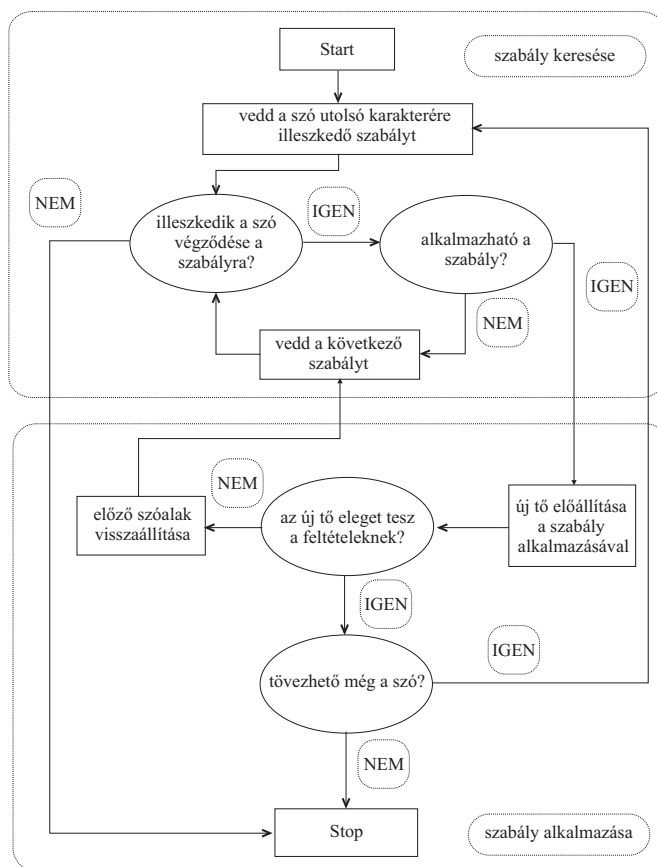 Start
szabály keresése
vedd a szó utolsó karakterére
illeszkedő szabályt
NEM
illeszkedik a szó
végződése a
szabályra?
IGEN
alkalmazható a
szabály?
IGEN
NEM
vedd a következő
szabályt
NEM
előző szóalak
visszaállítása
az új tő eleget tesz
a feltételeknek?
új tő előállítása
a szabály
alkalmazásával
IGEN
IGEN
tövezhető még a szó?
NEM
Stop
szabály alkalmazása